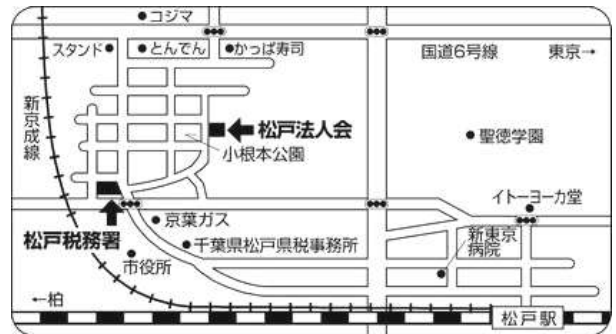 コジマ
スタンド
とんでん
かっぱ寿司
国道6号線
東京→
新京成線
松戸法人会
小根本公園
聖徳学園
イトーヨーカ堂
松戸税務署
京葉ガス
千葉県松戸県税事務所
新東京
病院
市役所
←柏
松戸駅